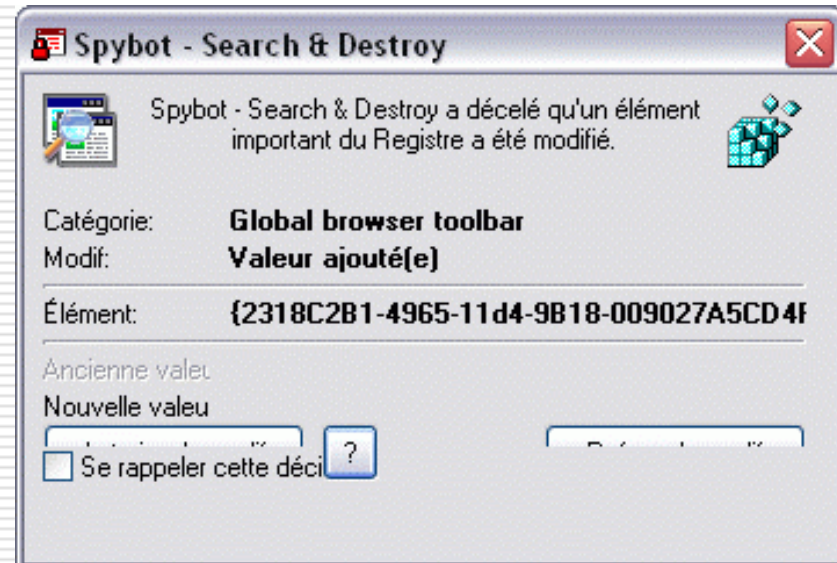 Spybot - Search & Destroy
Spybot - Search & Destroy a décelé qu'un élément
important du Registre a été modifié.
Catégorie: Global browser toolbar
Modif: Valeur ajouté(e)
Élément: {2318C2B1-4965-11d4-9B18-009027A5CD4F
Ancienne valeu
Nouvelle valeu
?
Se rappeler cette déci